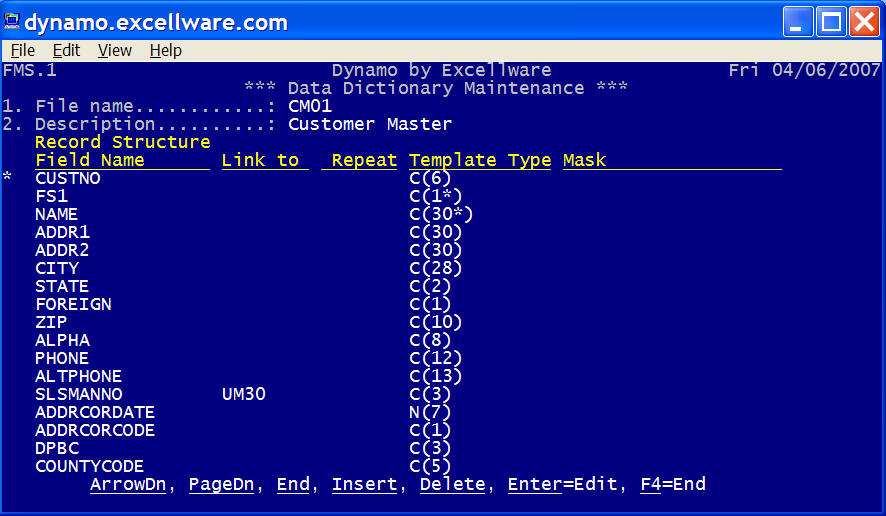 dynamo.excellware.com
File Edit View Help
FMS.1 Dynamo by Excellware Fri 04/06/2007
*** Data Dictionary Maintenance ***
1. File name............: CM01
2. Description..........: Customer Master
Record Structure
Field Name Link to Repeat Template Type Mask
* CUSTNO C(6)
FS1 C(1*)
NAME C(30*)
ADDR1 C(30)
ADDR2 C(30)
CITY C(28)
STATE C(2)
FOREIGN C(1)
ZIP C(10)
ALPHA C(8)
PHONE C(12)
ALTPHONE C(13)
SLSMANNO UM30 C(3)
ADDRCORDATE N(7)
ADDRCORCODE C(1)
DPBC C(3)
COUNTYCODE C(5)
ArrowDn, PageDn, End, Insert, Delete, Enter=Edit, F4=End